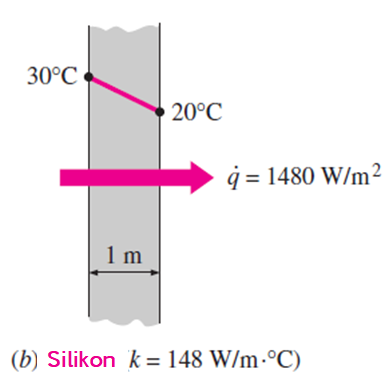 30°C
20°C
q̇ = 1480 W/m²
1 m
(b) Silikon k = 148 W/m·°C)